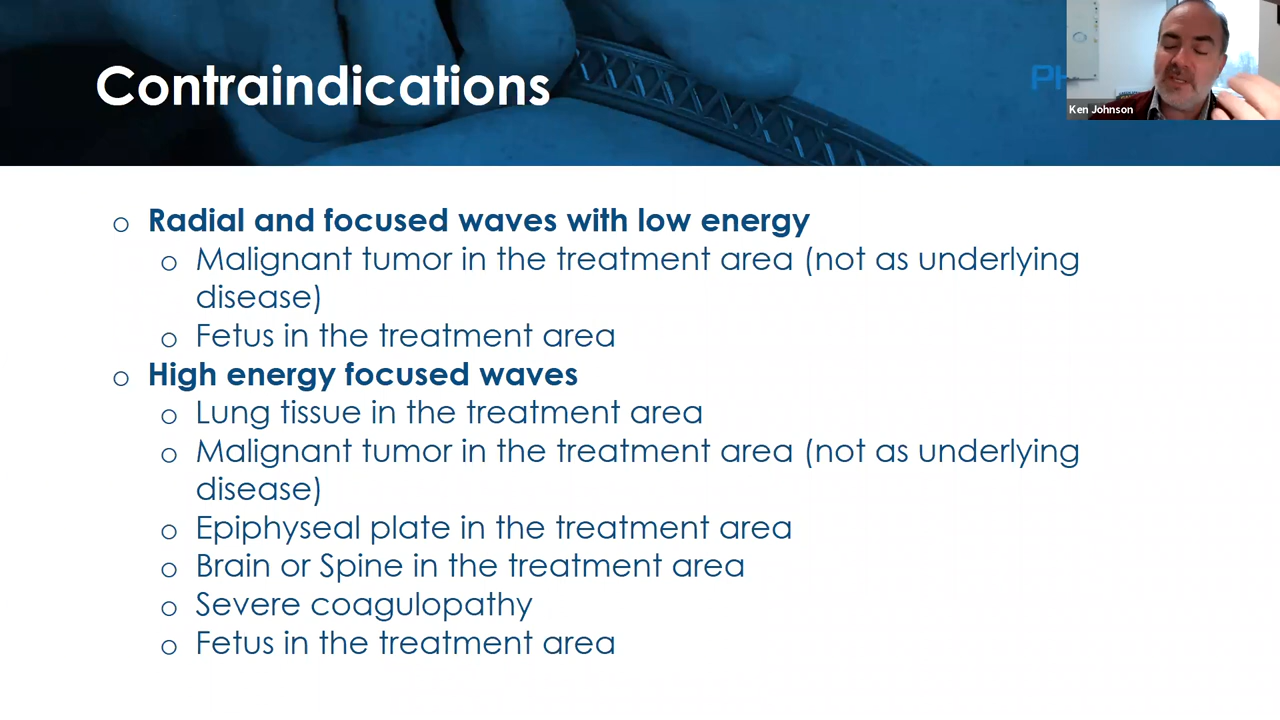 Contraindications
PH
Ken Johnson
o Radial and focused waves with low energy
o Malignant tumor in the treatment area (not as underlying
disease)
o Fetus in the treatment area
o High energy focused waves
o Lung tissue in the treatment area
o Malignant tumor in the treatment area (not as underlying
disease)
o Epiphyseal plate in the treatment area
o Brain or Spine in the treatment area
o Severe coagulopathy
o Fetus in the treatment area